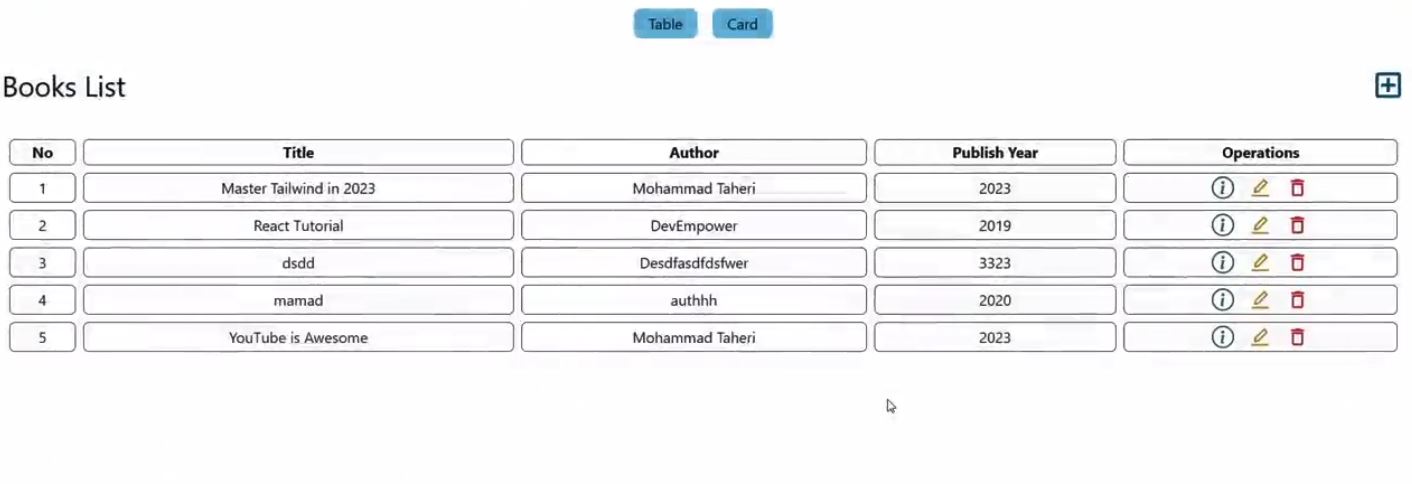 Table Card
Books List
No Title Author Publish Year Operations
1 Master Tailwind in 2023 Mohammad Taheri 2023
2 React Tutorial DevEmpower 2019
3 dsdd Desdfasdfdsfwer 3323
4 mamad authhh 2020
5 YouTube is Awesome Mohammad Taheri 2023